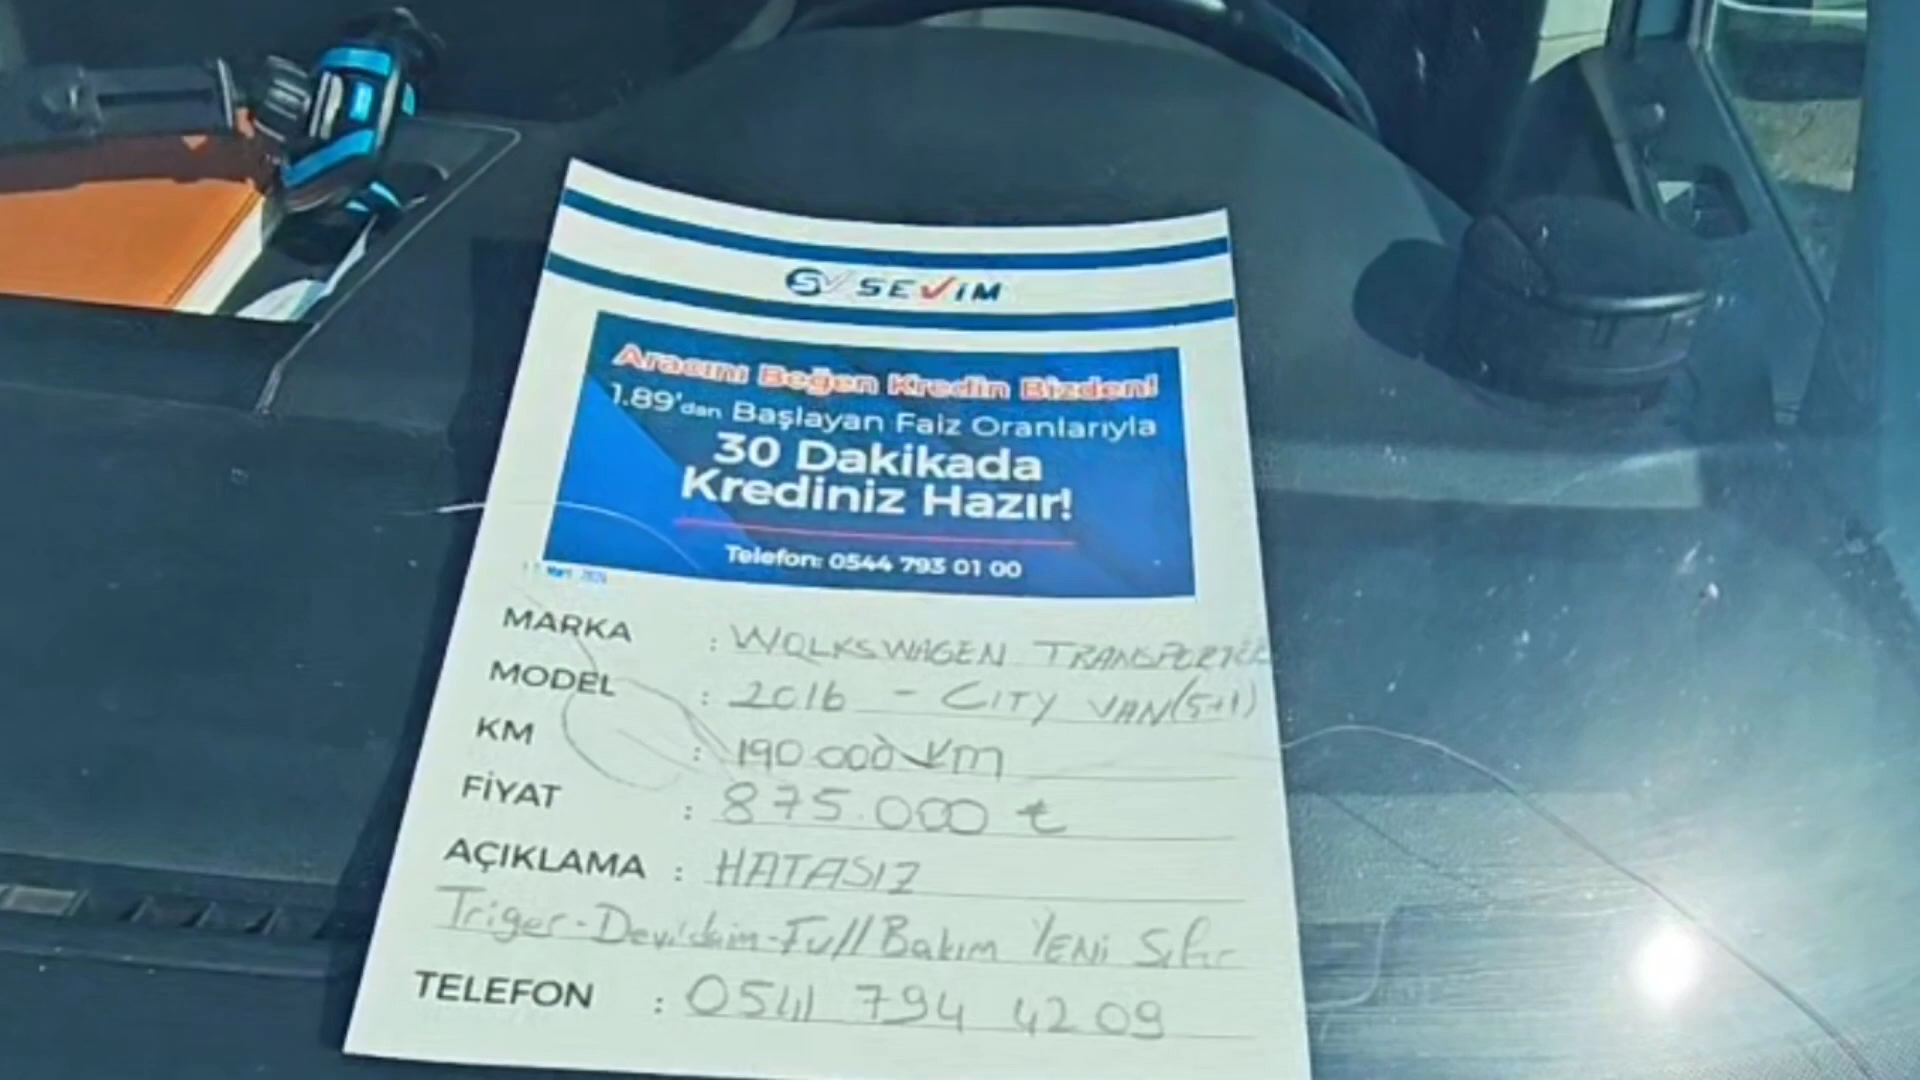 SV SEVİM
Aracını Beğen Kredin Bizden!
1.89'dan Başlayan Faiz Oranlarıyla
30 Dakikada
Krediniz Hazır!
Telefon: 0544 793 01 00
MARKA : WOLKSWAGEN TRANSPORTER
MODEL : 2016 - CITY VAN (5+1)
KM : 190.000 km
FİYAT : 875.000 ₺
AÇIKLAMA : HATASIZ
Triger-Devirdaim-Full Bakım YENİ Sıfır
TELEFON : 0541 794 42 09